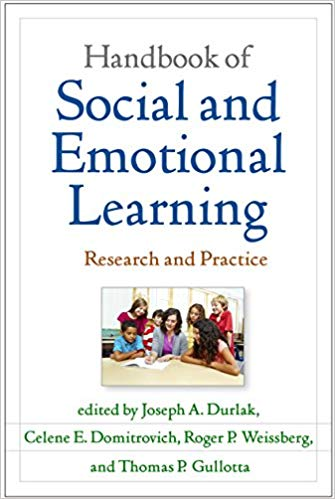 Handbook of
Social and
Emotional
Learning
Research and Practice
edited by Joseph A. Durlak,
Celene E. Domitrovich, Roger P. Weissberg,
and Thomas P. Gullotta